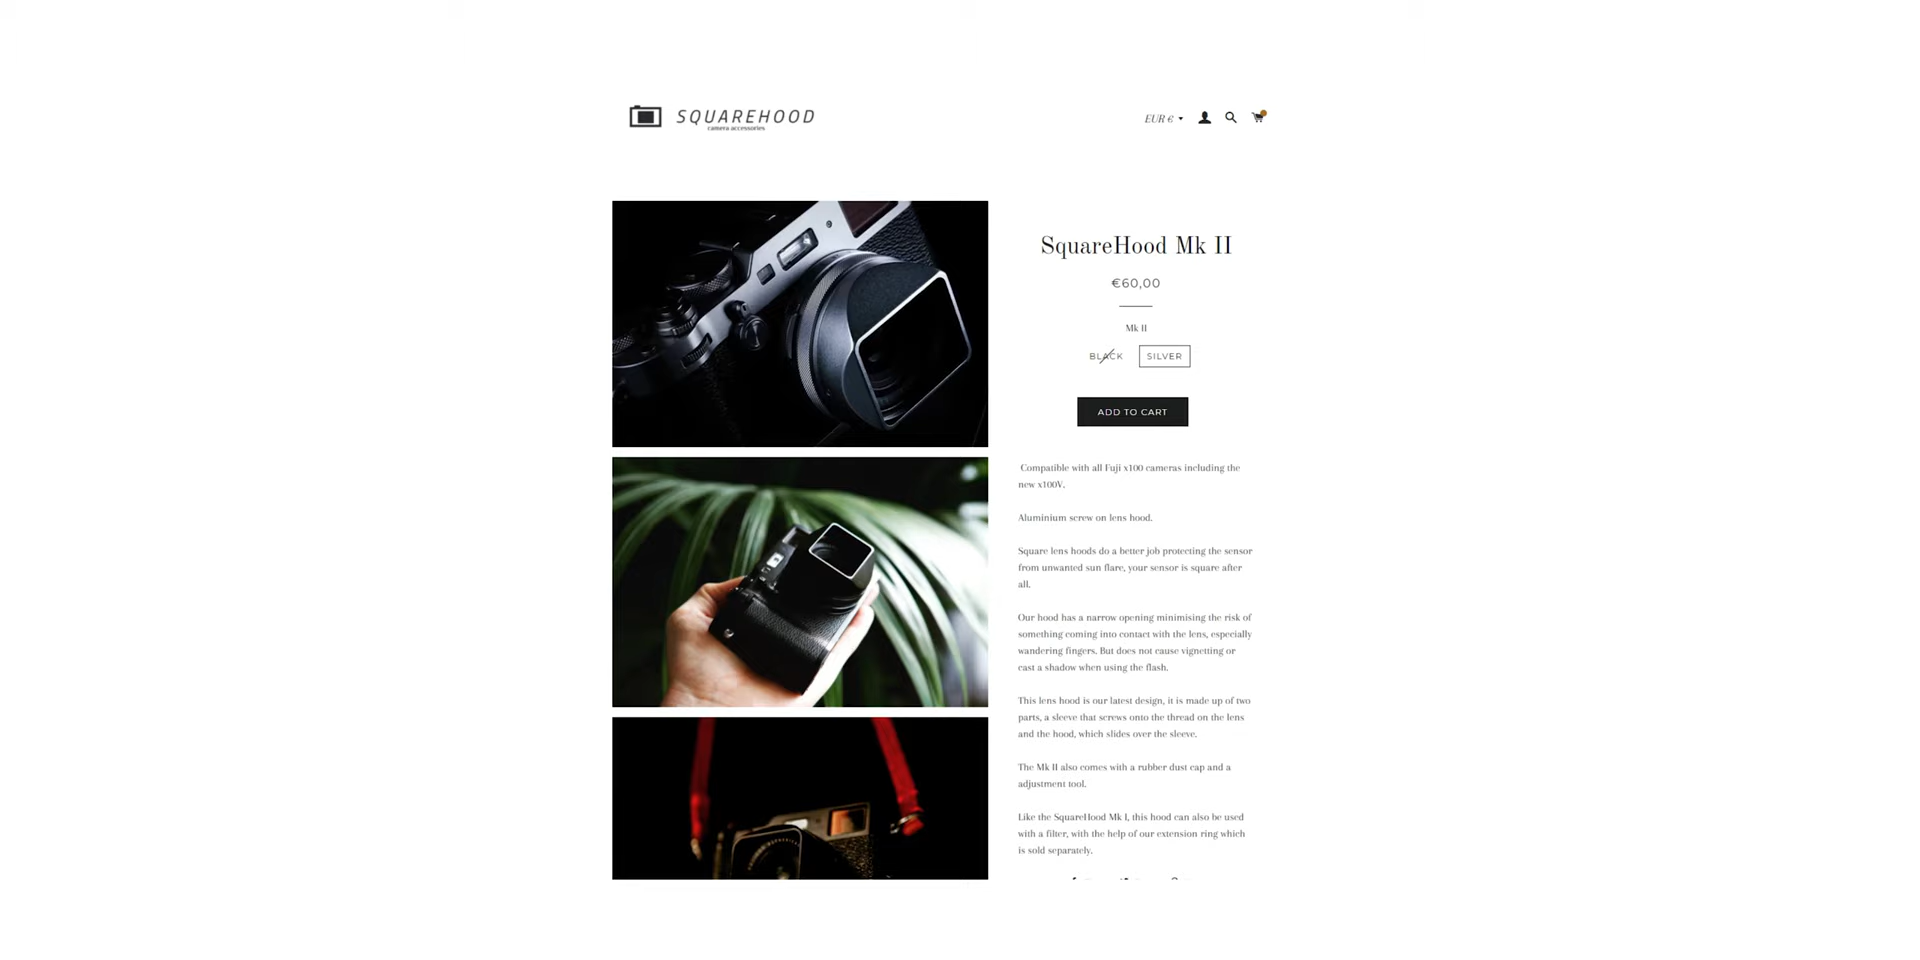 SQUAREHOOD
camera accessories
EUR €
SquareHood Mk II
€60,00
Mk II
BLACK
SILVER
ADD TO CART
Compatible with all Fuji x100 cameras including the
new x100V.
Aluminium screw on lens hood.
Square lens hoods do a better job protecting the sensor
from unwanted sun flare, your sensor is square after
all.
Our hood has a narrow opening minimising the risk of
something coming into contact with the lens, especially
wandering fingers. But does not cause vignetting or
cast a shadow when using the flash.
This lens hood is our latest design, it is made up of two
parts, a sleeve that screws onto the thread on the lens
and the hood, which slides over the sleeve.
The Mk II also comes with a rubber dust cap and a
adjustment tool.
Like the SquareHood Mk I, this hood can also be used
with a filter, with the help of our extension ring which
is sold separately.